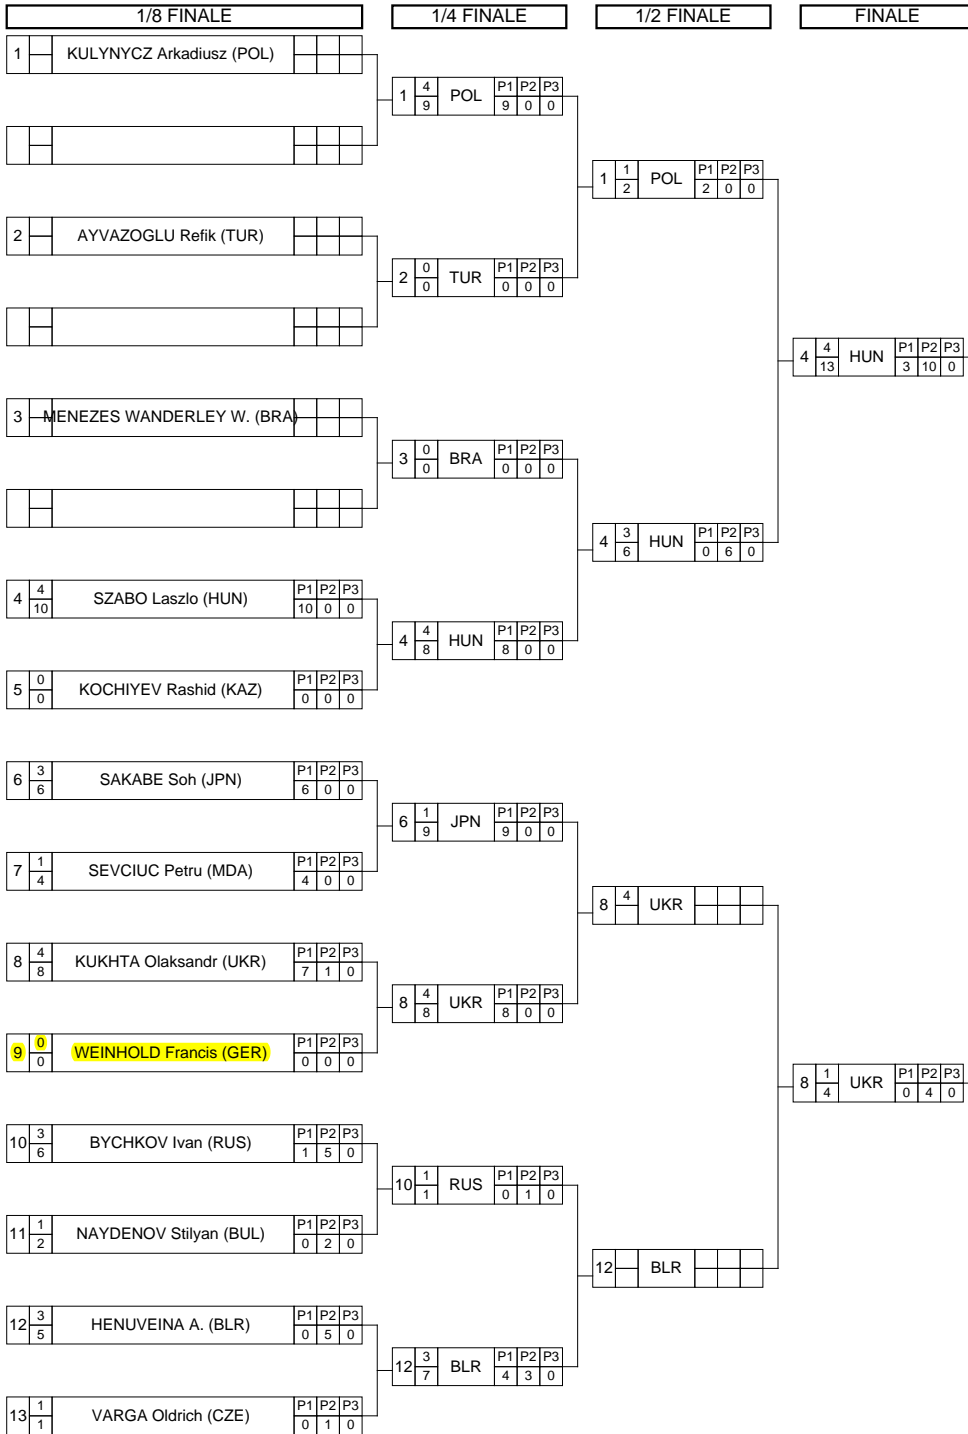 1/8 FINALE 1/4 FINALE 1/2 FINALE FINALE
1 KULYNYCZ Arkadiusz (POL)
1 4 9 POL P1 P2 P3 9 0 0
1 1 2 POL P1 P2 P3 2 0 0
2 AYVAZOGLU Refik (TUR)
2 0 0 TUR P1 P2 P3 0 0 0
4 4 13 HUN P1 P2 P3 3 10 0
3 MENEZES WANDERLEY W. (BRA)
3 0 0 BRA P1 P2 P3 0 0 0
4 3 6 HUN P1 P2 P3 0 6 0
4 4 10 SZABO Laszlo (HUN) P1 P2 P3 10 0 0
4 4 8 HUN P1 P2 P3 8 0 0
5 0 0 KOCHIYEV Rashid (KAZ) P1 P2 P3 0 0 0
6 3 6 SAKABE Soh (JPN) P1 P2 P3 6 0 0
6 1 9 JPN P1 P2 P3 9 0 0
7 1 4 SEVCIUC Petru (MDA) P1 P2 P3 4 0 0
8 4 UKR
8 4 8 KUKHTA Olaksandr (UKR) P1 P2 P3 7 1 0
8 4 8 UKR P1 P2 P3 8 0 0
9 0 0 WEINHOLD Francis (GER) P1 P2 P3 0 0 0
8 1 4 UKR P1 P2 P3 0 4 0
10 3 6 BYCHKOV Ivan (RUS) P1 P2 P3 1 5 0
10 1 1 RUS P1 P2 P3 0 1 0
11 1 2 NAYDENOV Stilyan (BUL) P1 P2 P3 0 2 0
12 BLR
12 3 5 HENUVEINA A. (BLR) P1 P2 P3 0 5 0
12 3 7 BLR P1 P2 P3 4 3 0
13 1 1 VARGA Oldrich (CZE) P1 P2 P3 0 1 0